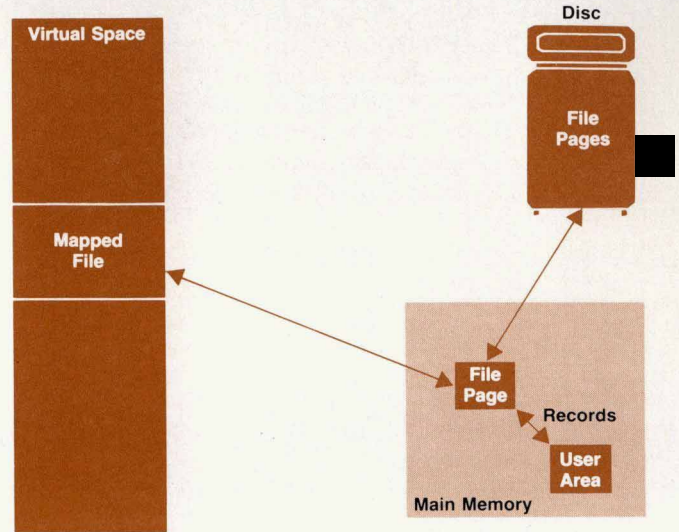 Virtual Space
Disc
File
Pages
Mapped
File
File
Page
Records
User
Area
Main Memory